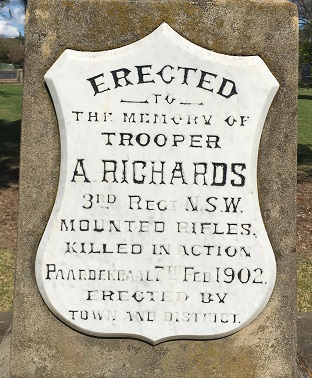 ERECTED
TO
THE MEMORY OF
TROOPER
A. RICHARDS
3RD REGT N.S.W.
MOUNTED RIFLES.
KILLED IN ACTION
PAARDEKRAAL 7TH FEB 1902.
ERECTED BY
TOWN AND DISTRICT.